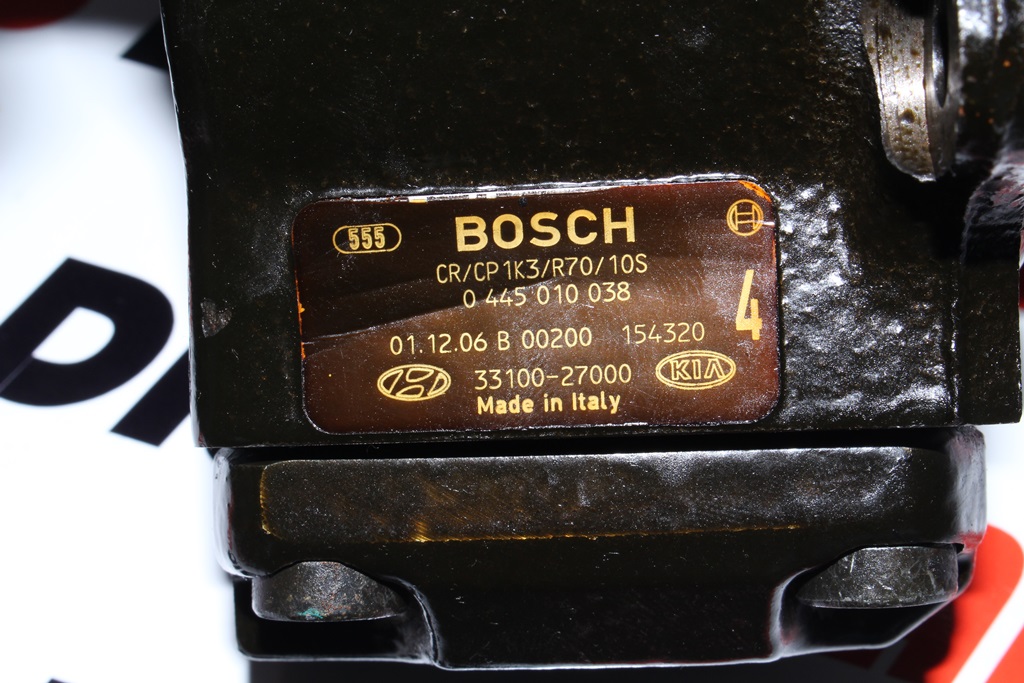 555 BOSCH
CR/CP1K3/R70/10S
0 445 010 038
4
01.12.06 B 00200 154320
33100-27000 KIA
Made in Italy